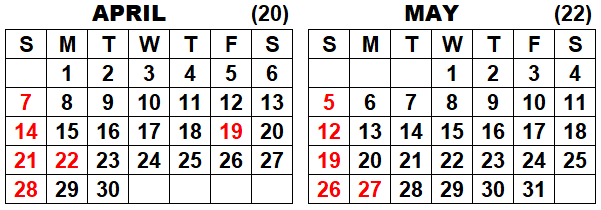 APRIL (20)
S M T W T F S
1 2 3 4 5 6
7 8 9 10 11 12 13
14 15 16 17 18 19 20
21 22 23 24 25 26 27
28 29 30
MAY (22)
S M T W T F S
1 2 3 4
5 6 7 8 9 10 11
12 13 14 15 16 17 18
19 20 21 22 23 24 25
26 27 28 29 30 31